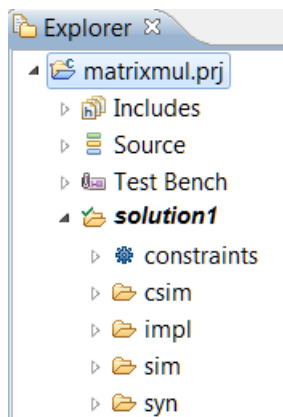 Explorer
matrixmul.prj
Includes
Source
Test Bench
solution1
constraints
csim
impl
sim
syn